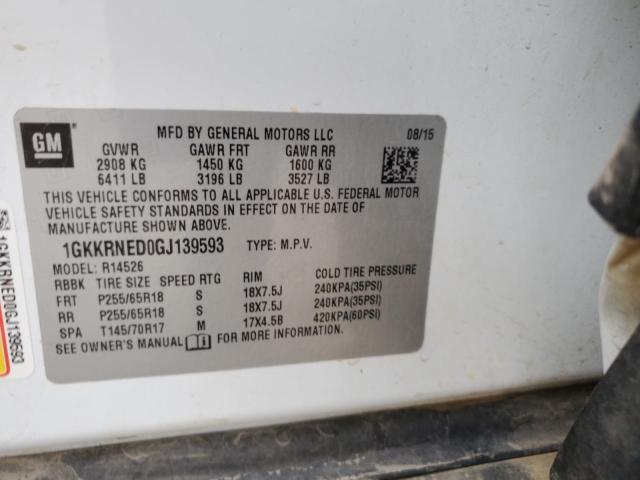 GM
MFD BY GENERAL MOTORS LLC 08/15
GVWR GAWR FRT GAWR RR
2908 KG 1450 KG 1600 KG
6411 LB 3196 LB 3527 LB
THIS VEHICLE CONFORMS TO ALL APPLICABLE U.S. FEDERAL MOTOR
VEHICLE SAFETY STANDARDS IN EFFECT ON THE DATE OF
MANUFACTURE SHOWN ABOVE.
1GKKRNED0GJ139593 TYPE: M.P.V.
MODEL: R14526
RBBK TIRE SIZE SPEED RTG RIM COLD TIRE PRESSURE
FRT P255/65R18 S 18X7.5J 240KPA(35PSI)
RR P255/65R18 S 18X7.5J 240KPA(35PSI)
SPA T145/70R17 M 17X4.5B 420KPA(60PSI)
SEE OWNER'S MANUAL FOR MORE INFORMATION.
1GKKRNED0GJ139593